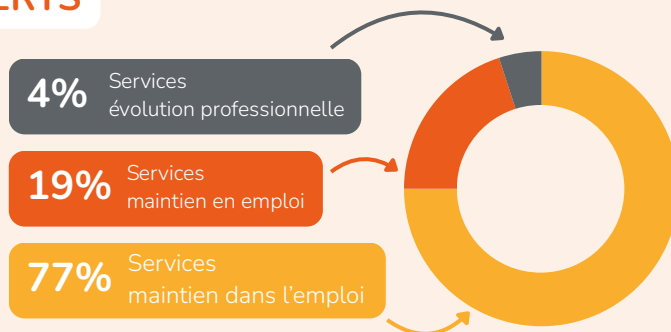 4%
Services
évolution professionnelle
19%
Services
maintien en emploi
77%
Services
maintien dans l’emploi